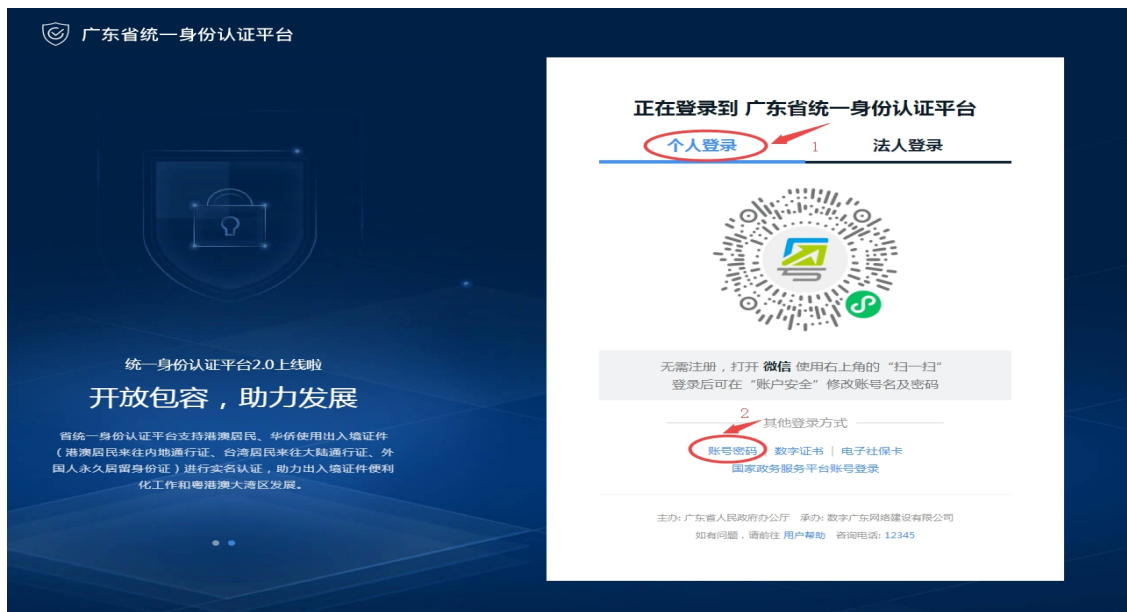 广东省统一身份认证平台
正在登录到 广东省统一身份认证平台
个人登录
1
法人登录
无需注册，打开 微信 使用右上角的“扫一扫”
登录后可在“账户安全”修改账号名及密码
2
其他登录方式
账号密码 | 数字证书 | 电子社保卡
国家政务服务平台账号登录
主办: 广东省人民政府办公厅 承办: 数字广东网络建设有限公司
如有问题，请前往 用户帮助 咨询电话: 12345
统一身份认证平台2.0上线啦
开放包容，助力发展
省统一身份认证平台支持港澳居民、华侨使用出入境证件
（港澳居民来往内地通行证、台湾居民来往大陆通行证、外
国人永久居留身份证）进行实名认证，助力出入境证件便利
化工作和粤港澳大湾区发展。